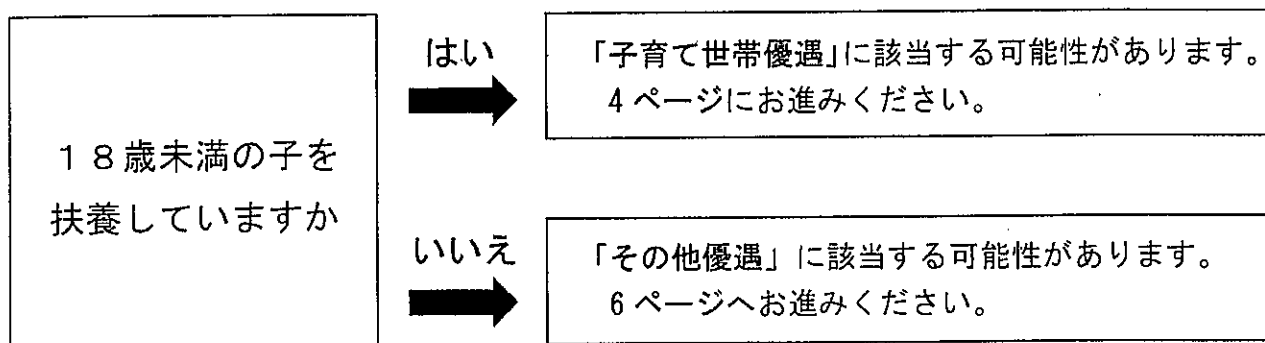 １８歳未満の子を
扶養していますか
はい
「子育て世帯優遇」に該当する可能性があります。
4 ページにお進みください。
いいえ
「その他優遇」に該当する可能性があります。
6 ページへお進みください。